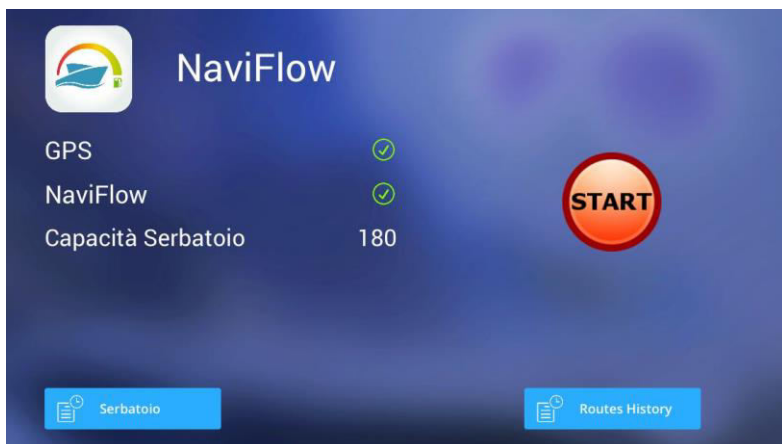 NaviFlow
GPS
NaviFlow
Capacità Serbatoio 180
START
Serbatoio
Routes History